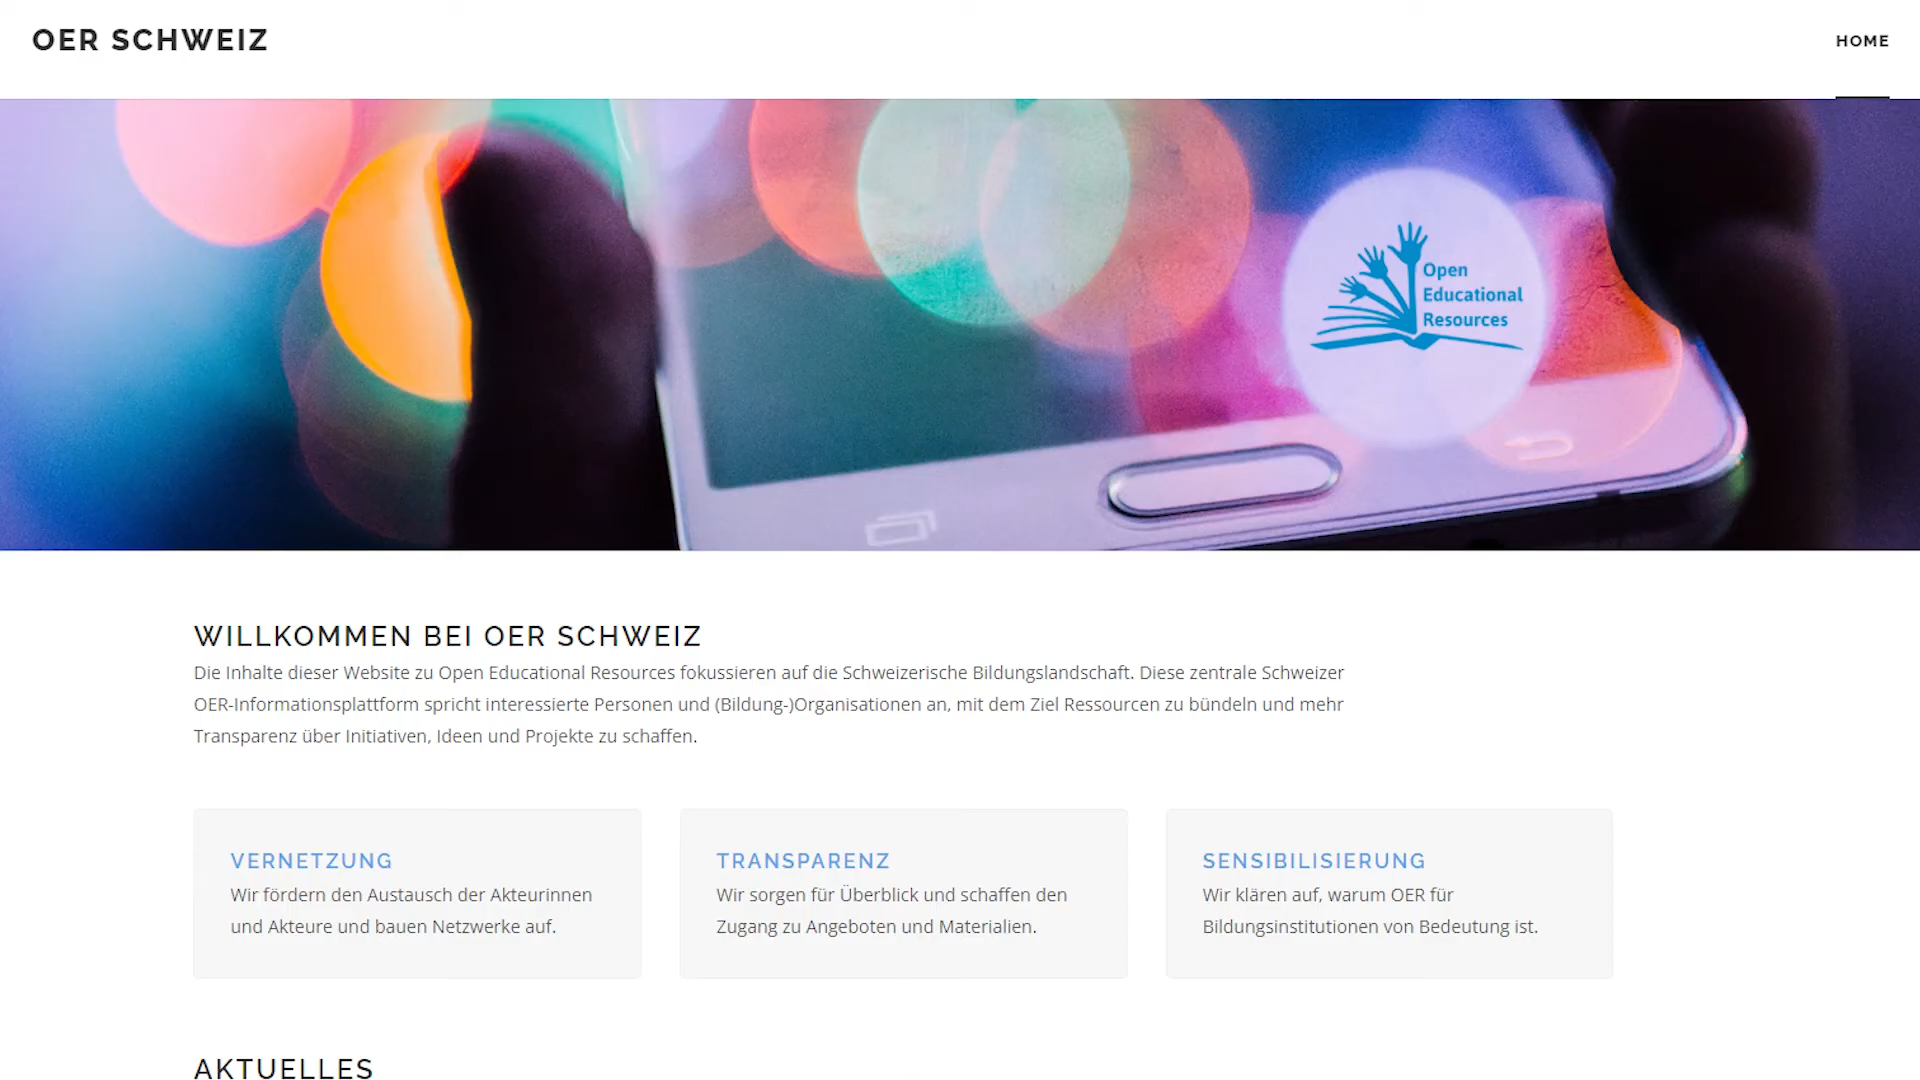 OER SCHWEIZ
HOME
Open
Educational
Resources
WILLKOMMEN BEI OER SCHWEIZ
Die Inhalte dieser Website zu Open Educational Resources fokussieren auf die Schweizerische Bildungslandschaft. Diese zentrale Schweizer
OER-Informationsplattform spricht interessierte Personen und (Bildung-)Organisationen an, mit dem Ziel Ressourcen zu bündeln und mehr
Transparenz über Initiativen, Ideen und Projekte zu schaffen.
VERNETZUNG
Wir fördern den Austausch der Akteurinnen
und Akteure und bauen Netzwerke auf.
TRANSPARENZ
Wir sorgen für Überblick und schaffen den
Zugang zu Angeboten und Materialien.
SENSIBILISIERUNG
Wir klären auf, warum OER für
Bildungsinstitutionen von Bedeutung ist.
AKTUELLES